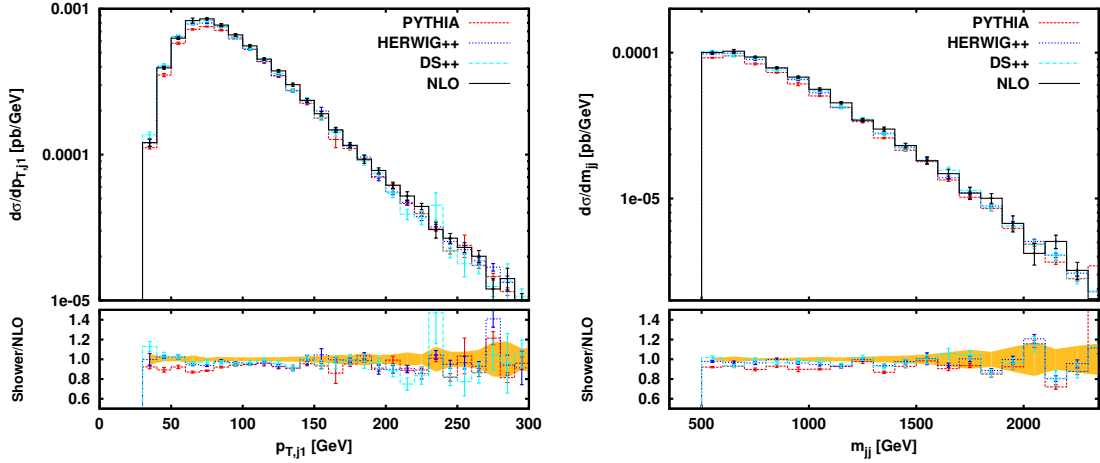 0.001
0.0001
1e-05
dσ/dp_T,j1 [pb/GeV]
PYTHIA
HERWIG++
DS++
NLO
1.4
1.2
1.0
0.8
0.6
Shower/NLO
0 50 100 150 200 250 300
p_T,j1 [GeV]
0.0001
1e-05
dσ/dm_jj [pb/GeV]
PYTHIA
HERWIG++
DS++
NLO
1.4
1.2
1.0
0.8
0.6
Shower/NLO
500 1000 1500 2000
m_jj [GeV]